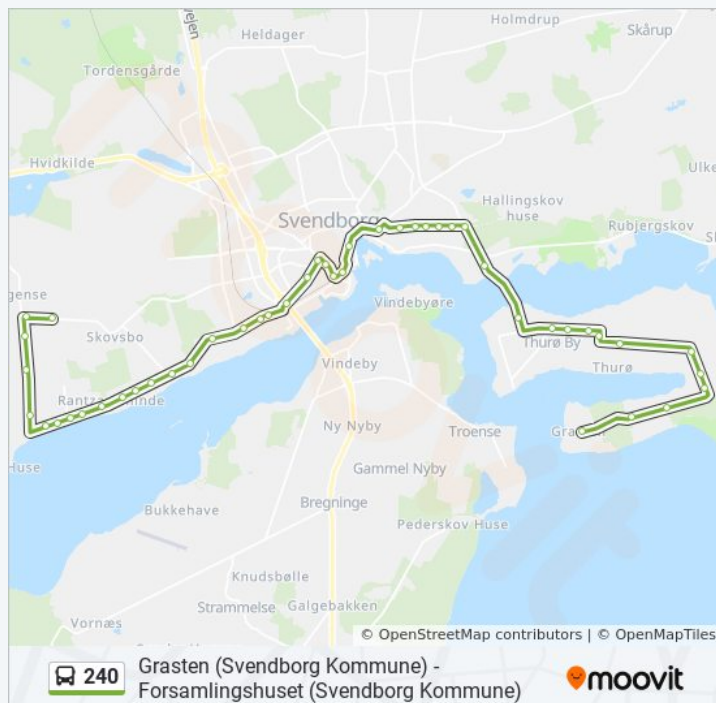 vejen
Holmdrup
Skårup
Heldager
Tordensgårde
Hvidkilde
Hallingskov
huse
Rubjergskov
Svendborg
Vindebyøre
Skovsbo
Thurø By
Thurø
Vindeby
Ny Nyby
Troense
Gammel Nyby
Bregninge
Bukkehave
Pederskov Huse
Knudsbølle
Strammelse
Galgebakken
Vornæs
Huse
© OpenStreetMap contributors | © OpenMapTiles
240
Grasten (Svendborg Kommune) -
Forsamlingshuset (Svendborg Kommune)
moovit